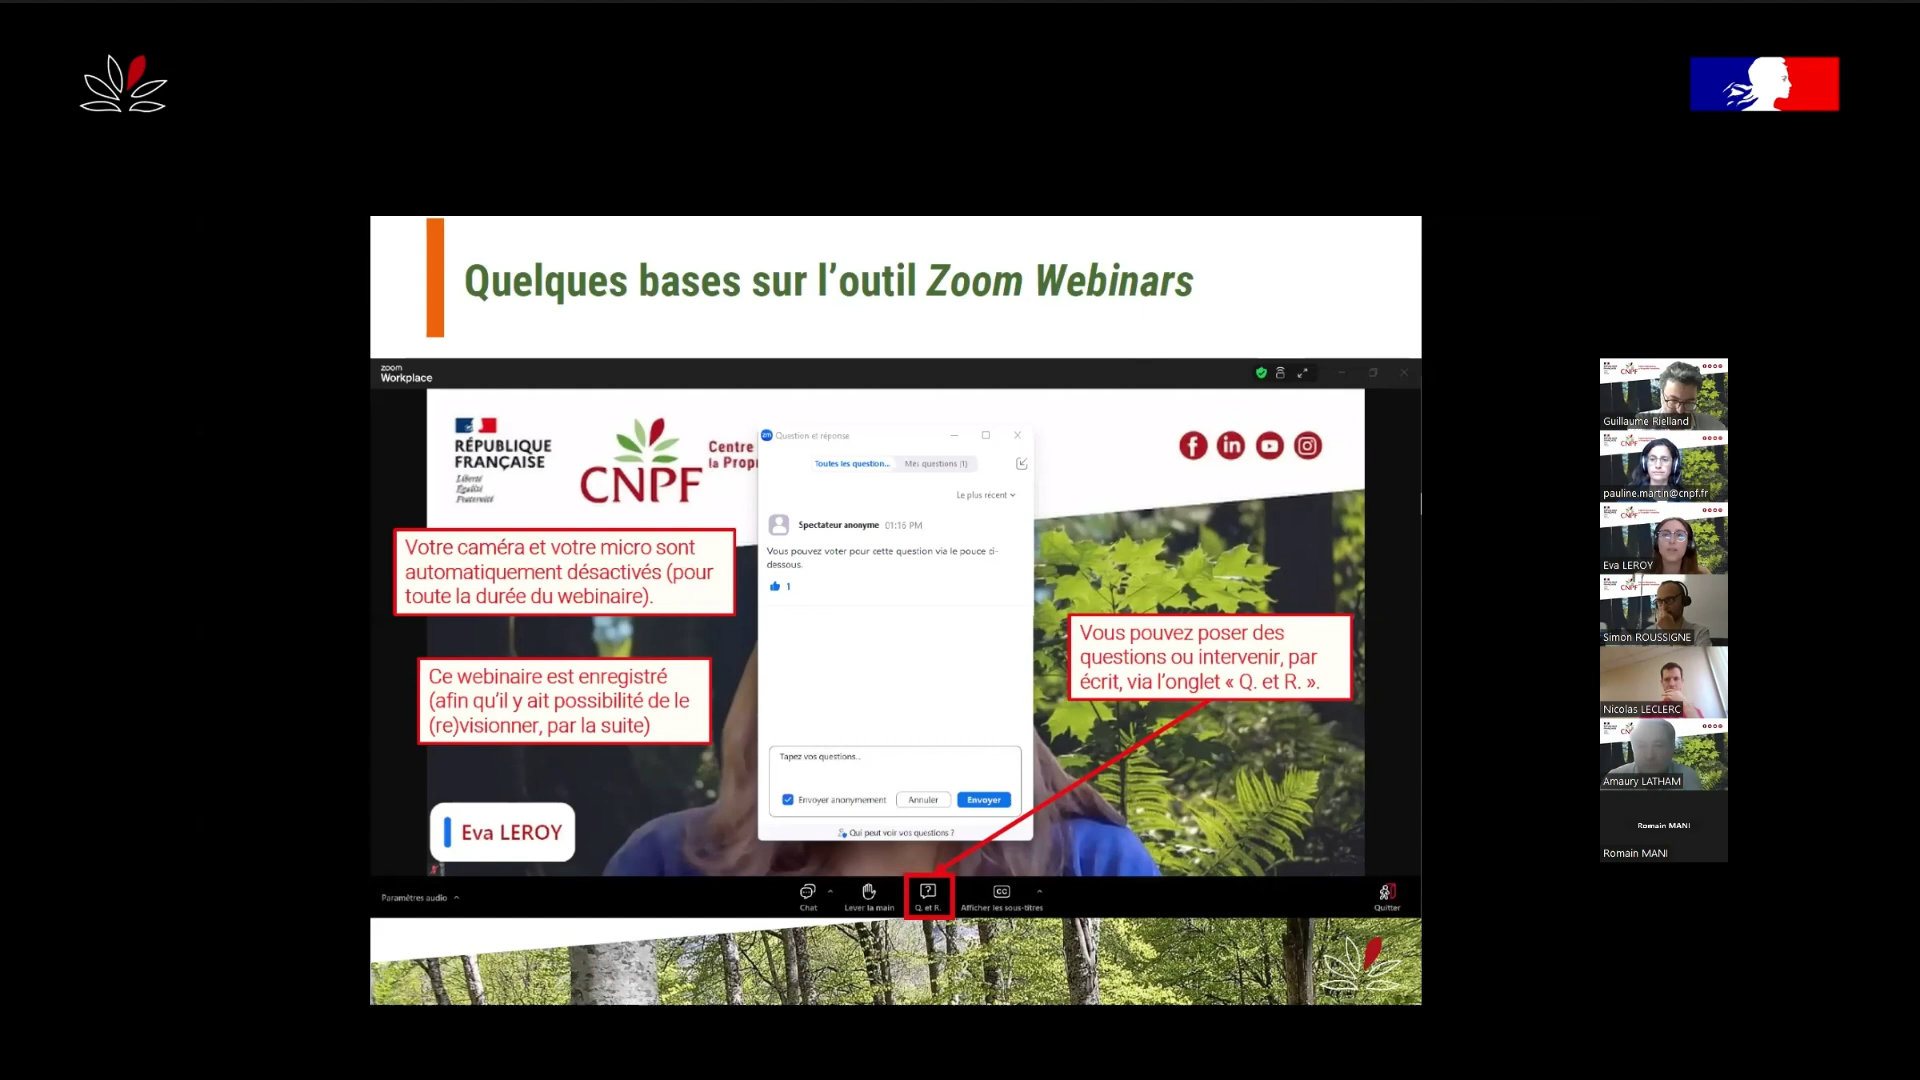 Quelques bases sur l'outil Zoom Webinars
zoom
Workplace
RÉPUBLIQUE
FRANÇAISE
Liberté
Égalité
Fraternité
CNPF
Centre
la Propr
Question et réponse
Toutes les question...
Mes questions (1)
Le plus récent
Spectateur anonyme 01:16 PM
Vous pouvez voter pour cette question via le pouce ci-
dessous.
1
Votre caméra et votre micro sont
automatiquement désactivés (pour
toute la durée du webinaire).
Ce webinaire est enregistré
(afin qu'il y ait possibilité de le
(re)visionner, par la suite)
Vous pouvez poser des
questions ou intervenir, par
écrit, via l'onglet « Q. et R. ».
Tapez vos questions...
Envoyer anonymement
Annuler
Envoyer
Qui peut voir vos questions ?
Eva LEROY
Paramètres audio
Chat
Lever la main
Q. et R.
CC
Afficher les sous-titres
Quitter
Guillaume Rielland
pauline.martin@cnpf.fr
Eva LEROY
Simon ROUSSIGNE
Nicolas LECLERC
Amaury LATHAM
Romain MANI
Romain MANI